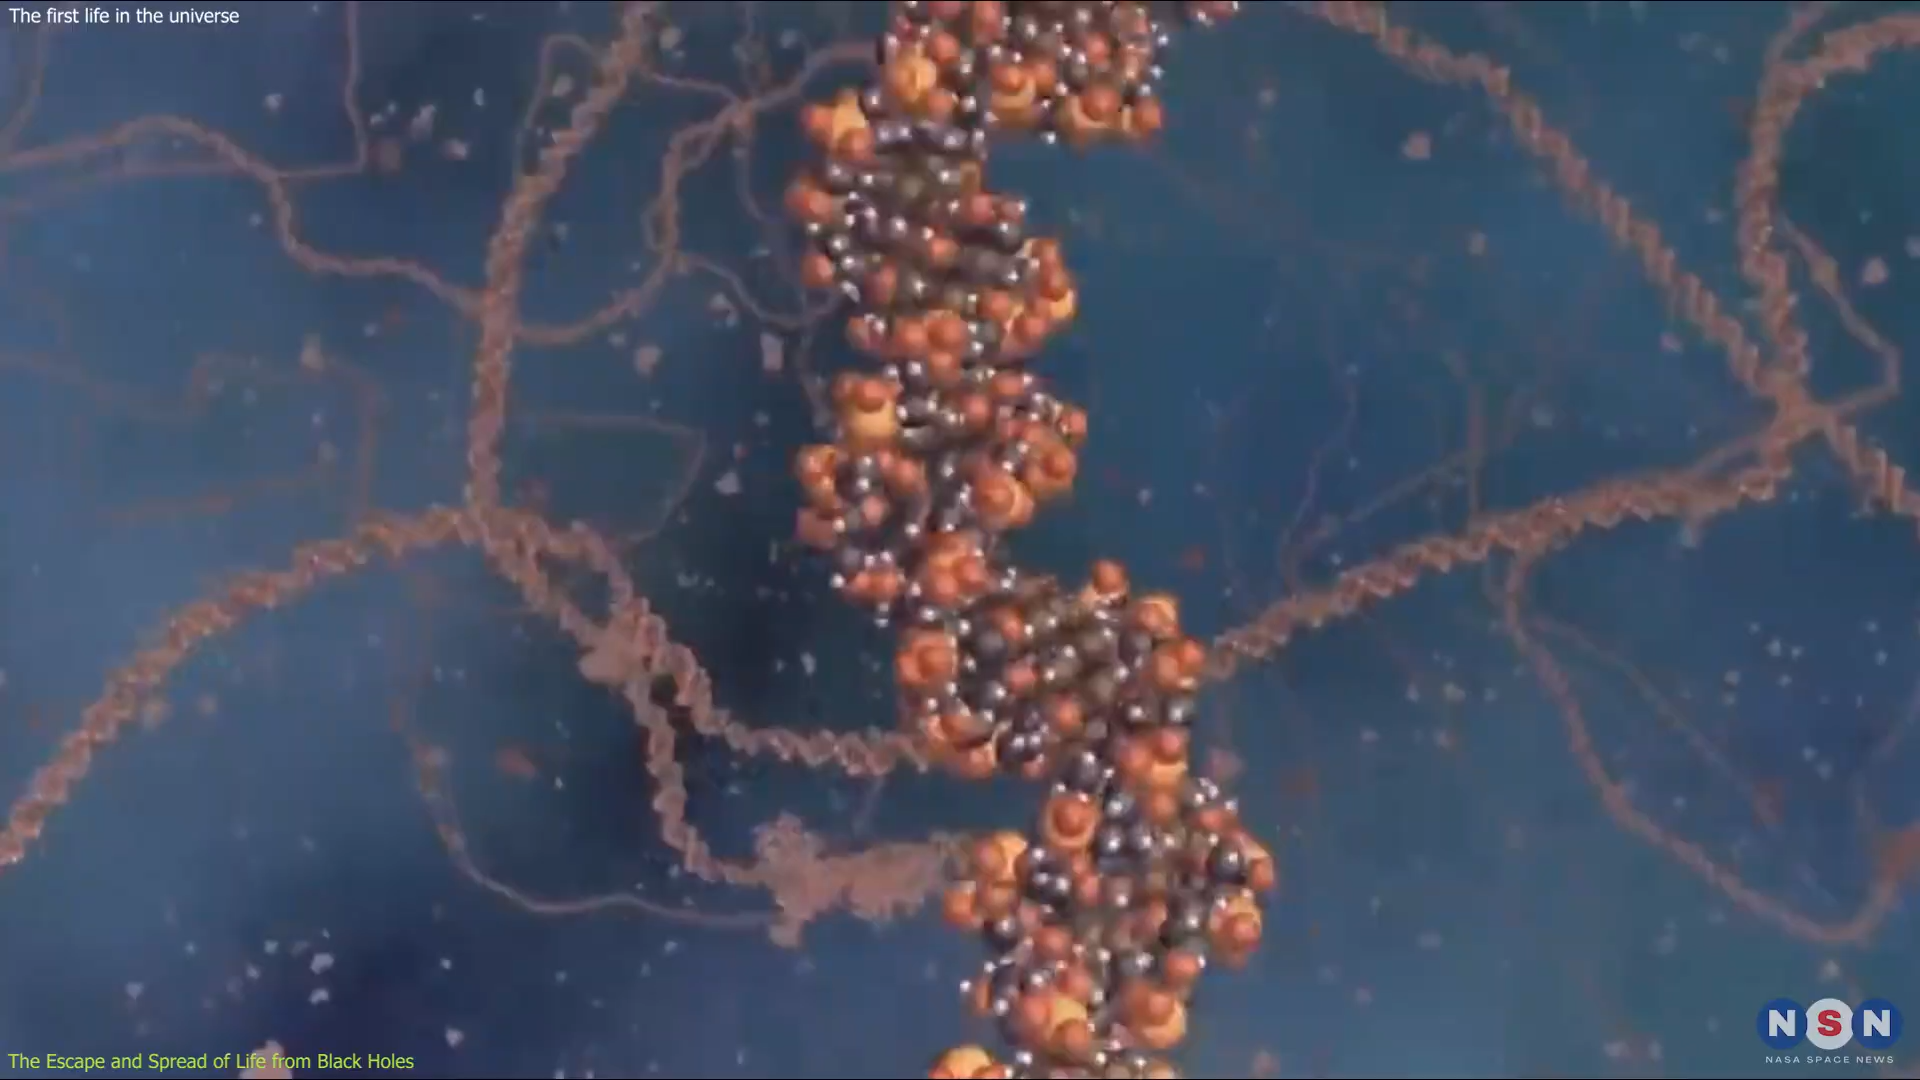 The first life in the universe
The Escape and Spread of Life from Black Holes
NSN
NASA SPACE NEWS